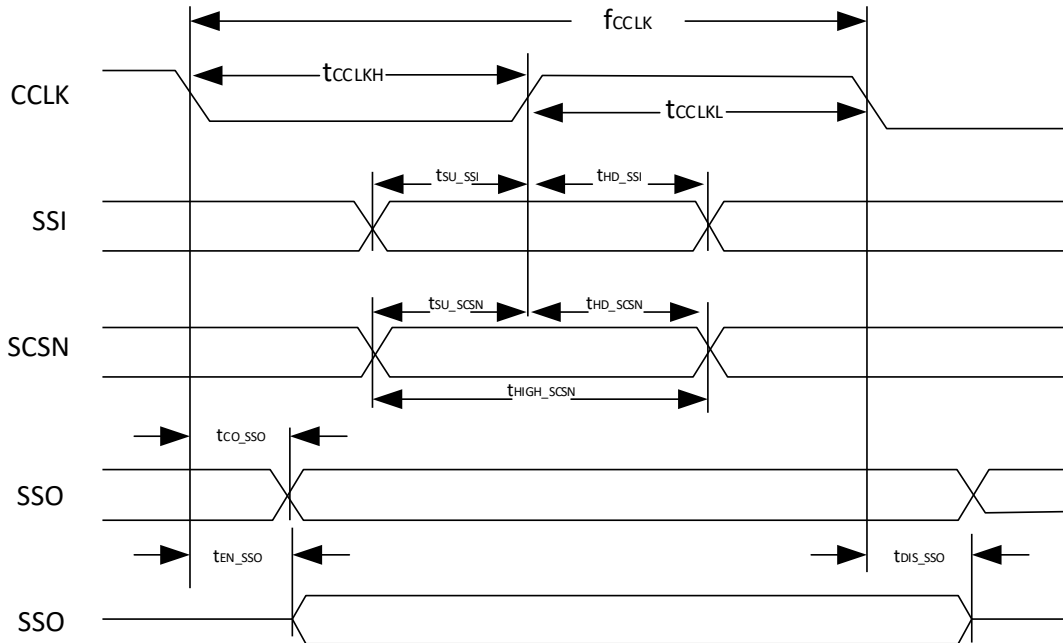 fCCLK
tCCLKH
CCLK
tCCLKL
tSU_SSI
tHD_SSI
SSI
tSU_SCSN
tHD_SCSN
SCSN
tHIGH_SCSN
tCO_SSO
SSO
tEN_SSO
tDIS_SSO
SSO